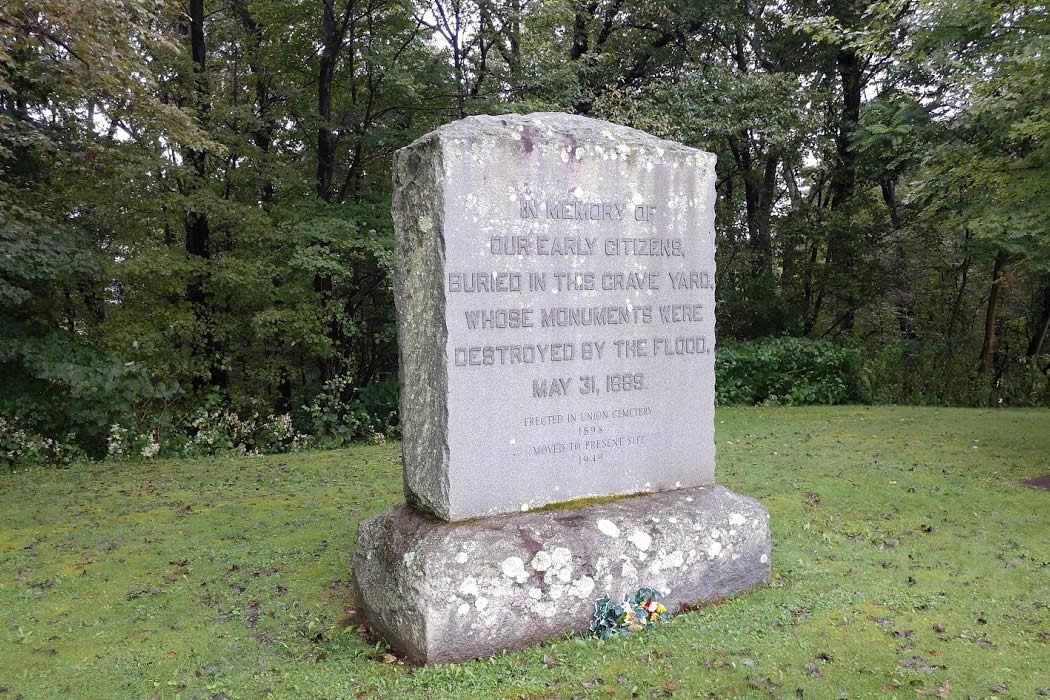 IN MEMORY OF
OUR EARLY CITIZENS,
BURIED IN THIS GRAVE YARD,
WHOSE MONUMENTS WERE
DESTROYED BY THE FLOOD,
MAY 31, 1889.
ERECTED IN UNION CEMETERY
1898
MOVED TO PRESENT SITE
1949